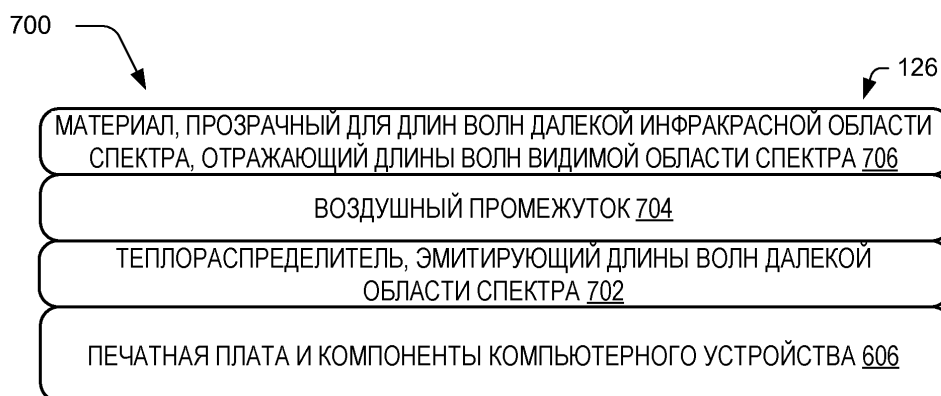 700
126
МАТЕРИАЛ, ПРОЗРАЧНЫЙ ДЛЯ ДЛИН ВОЛН ДАЛЕКОЙ ИНФРАКРАСНОЙ ОБЛАСТИ
СПЕКТРА, ОТРАЖАЮЩИЙ ДЛИНЫ ВОЛН ВИДИМОЙ ОБЛАСТИ СПЕКТРА 706
ВОЗДУШНЫЙ ПРОМЕЖУТОК 704
ТЕПЛОРАСПРЕДЕЛИТЕЛЬ, ЭМИТИРУЮЩИЙ ДЛИНЫ ВОЛН ДАЛЕКОЙ
ОБЛАСТИ СПЕКТРА 702
ПЕЧАТНАЯ ПЛАТА И КОМПОНЕНТЫ КОМПЬЮТЕРНОГО УСТРОЙСТВА 606